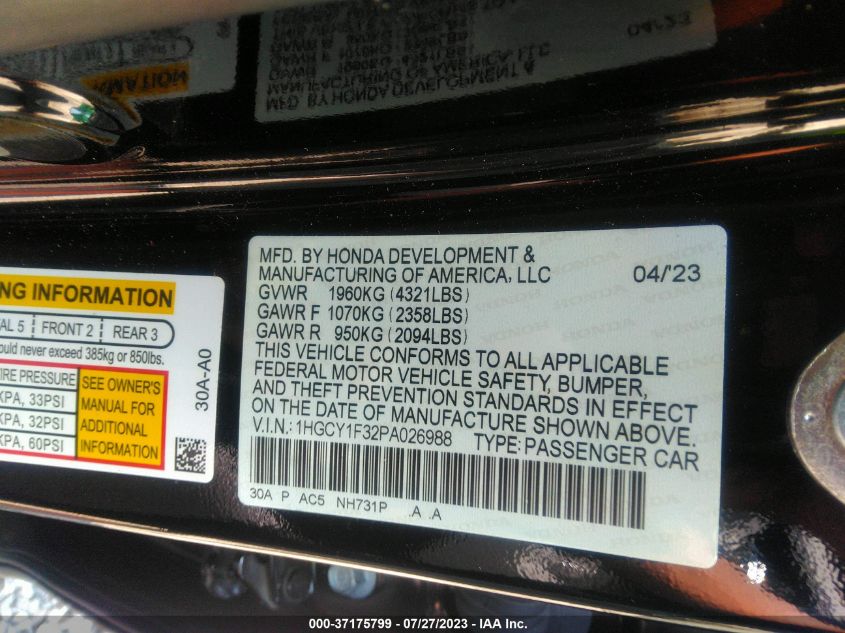 MFD. BY HONDA DEVELOPMENT &
MANUFACTURING OF AMERICA, LLC 04/'23
GVWR 1960KG (4321LBS)
GAWR F 1070KG (2358LBS)
GAWR R 950KG (2094LBS)
THIS VEHICLE CONFORMS TO ALL APPLICABLE
FEDERAL MOTOR VEHICLE SAFETY, BUMPER,
AND THEFT PREVENTION STANDARDS IN EFFECT
ON THE DATE OF MANUFACTURE SHOWN ABOVE.
V.I.N.: 1HGCY1F32PA026988 TYPE: PASSENGER CAR
30A P AC5 NH731P .A .A
NG INFORMATION
AL 5 FRONT 2 REAR 3
ould never exceed 385kg or 850lbs.
IRE PRESSURE
KPA, 33PSI
KPA, 32PSI
KPA, 60PSI
SEE OWNER'S
MANUAL FOR
ADDITIONAL
INFORMATION
30A-A0
000-37175799 / 07/27/2023 - IAA Inc.